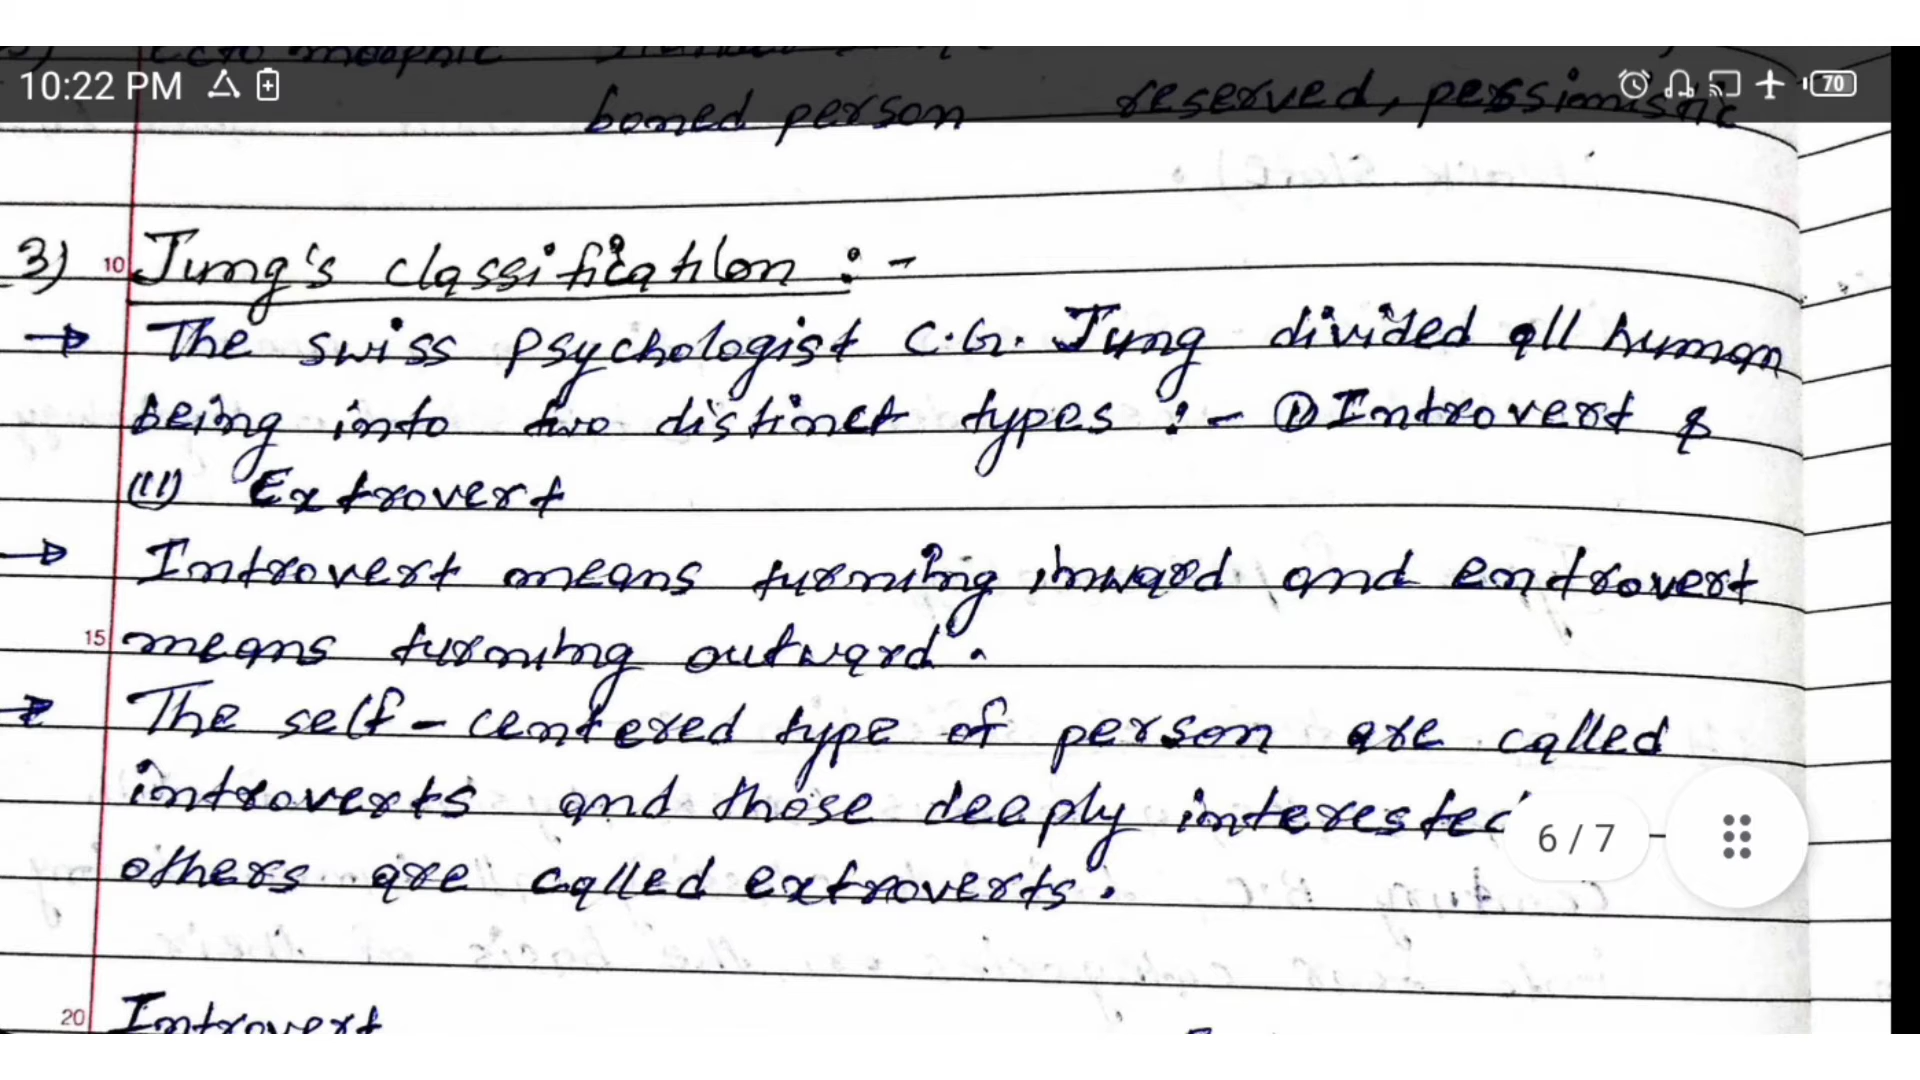 10:22 PM 70
boned person reserved, pessimistic
3) 10 Jung's classification :-
→ The swiss psychologist C.G. Jung divided all human
being into two distinct types :- (i) Introvert &
(ii) Extrovert
→ Introvert means turning inward and entrovert
15 means turning outward.
→ The self-centered type of person are called
introverts and those deeply interested
6 / 7
others are called extroverts.
20 Introvert